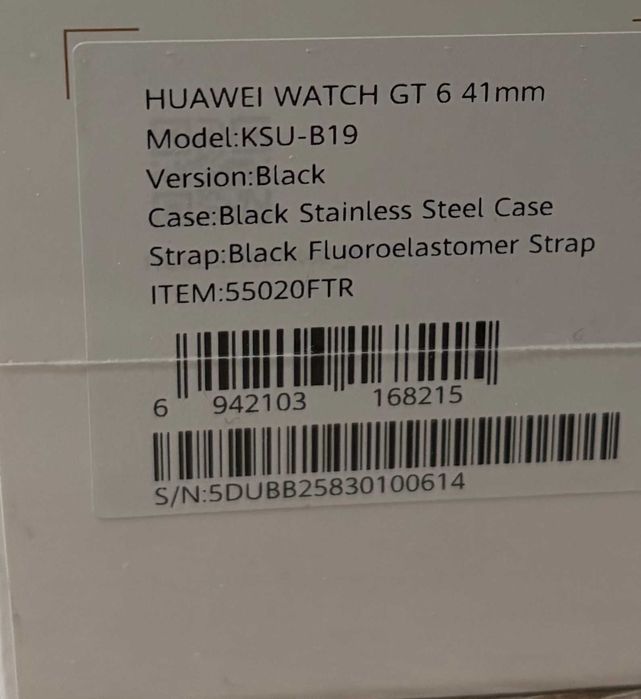 HUAWEI WATCH GT 6 41mm
Model:KSU-B19
Version:Black
Case:Black Stainless Steel Case
Strap:Black Fluoroelastomer Strap
ITEM:55020FTR
6 942103 168215
S/N:5DUBB25830100614